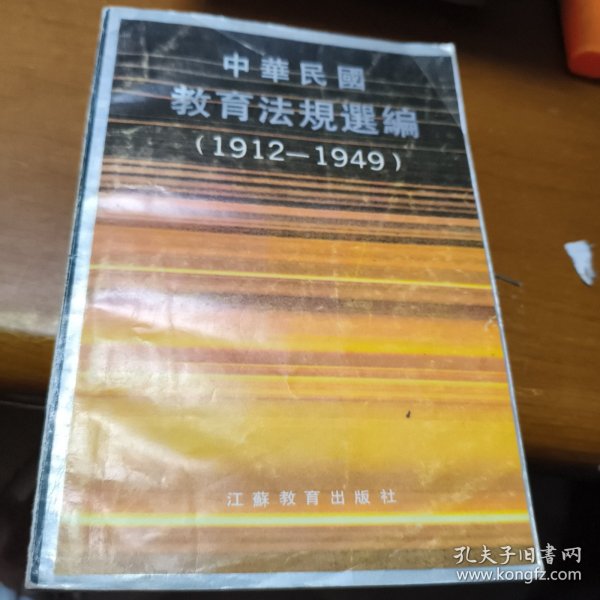 中華民國
教育法規選編
(1912－1949)
江蘇教育出版社
孔夫子旧书网
www.kongfz.com